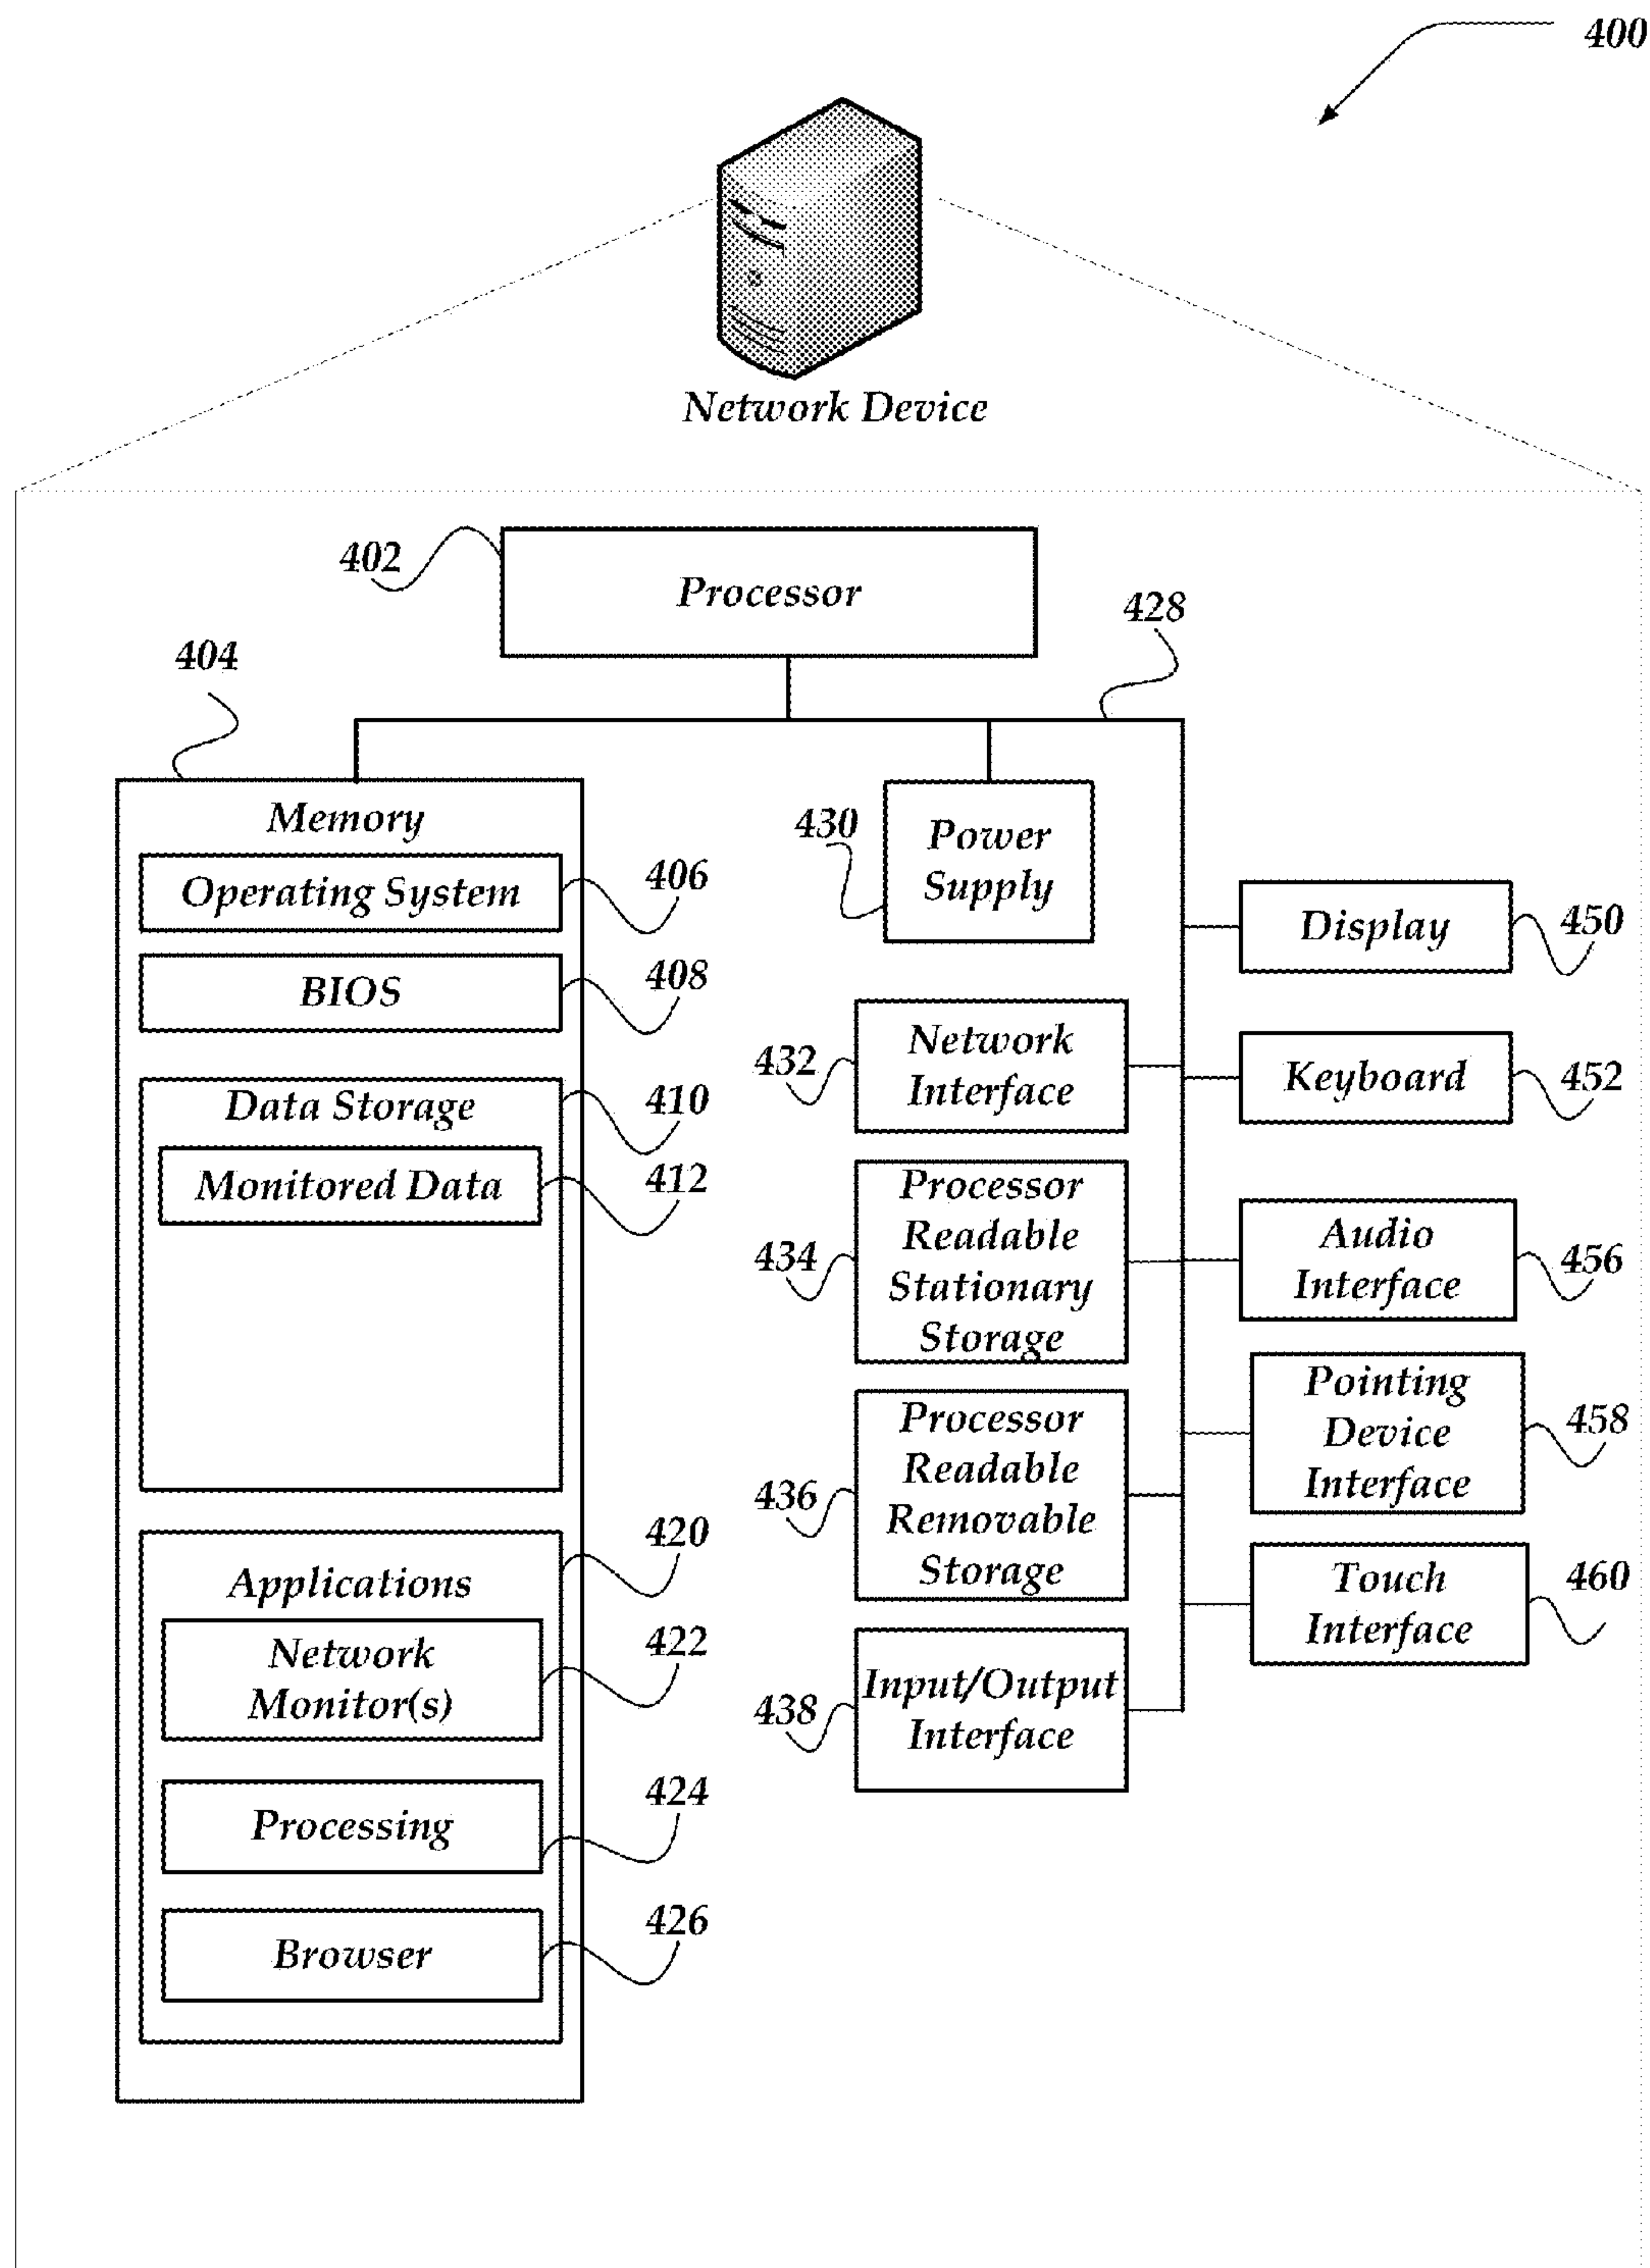 400
Network Device
402
Processor
428
404
Memory
Operating System
406
BIOS
408
Data Storage
410
Monitored Data
412
Applications
420
Network
Monitor(s)
422
Processing
424
Browser
426
430
Power
Supply
432
Network
Interface
434
Processor
Readable
Stationary
Storage
436
Processor
Readable
Removable
Storage
438
Input/Output
Interface
Display
450
Keyboard
452
Audio
Interface
456
Pointing
Device
Interface
458
Touch
Interface
460